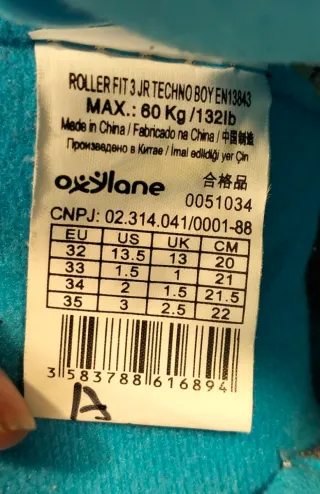 ROLLER FIT 3 JR TECHNO BOY EN13843
MAX.: 60 Kg /132lb
Made in China / Fabricado na China / 中国制造
Произведено в Китае / İmal edildiği yer Çin
oxylane 合格品
0051034
CNPJ: 02.314.041/0001-88
EU US UK CM
32 13.5 13 20
33 1.5 1 21
34 2 1.5 21.5
35 3 2.5 22
3 583788 616894
A